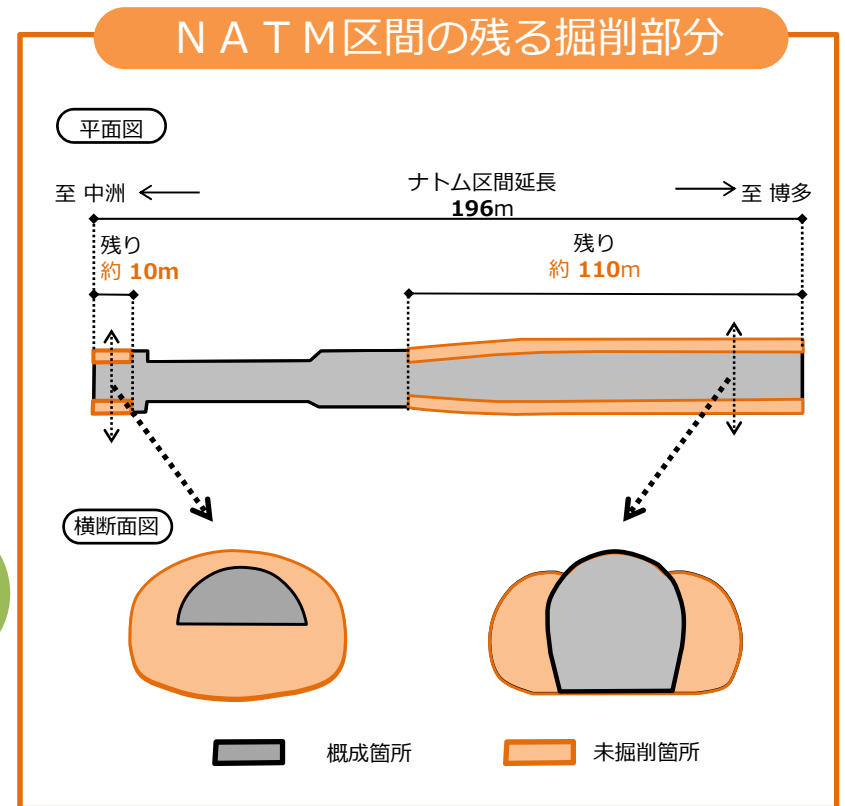 ＮＡＴＭ区間の残る掘削部分
平面図
至 中洲
ナトム区間延長
196m
至 博多
残り
約 10m
残り
約 110m
横断面図
概成箇所
未掘削箇所